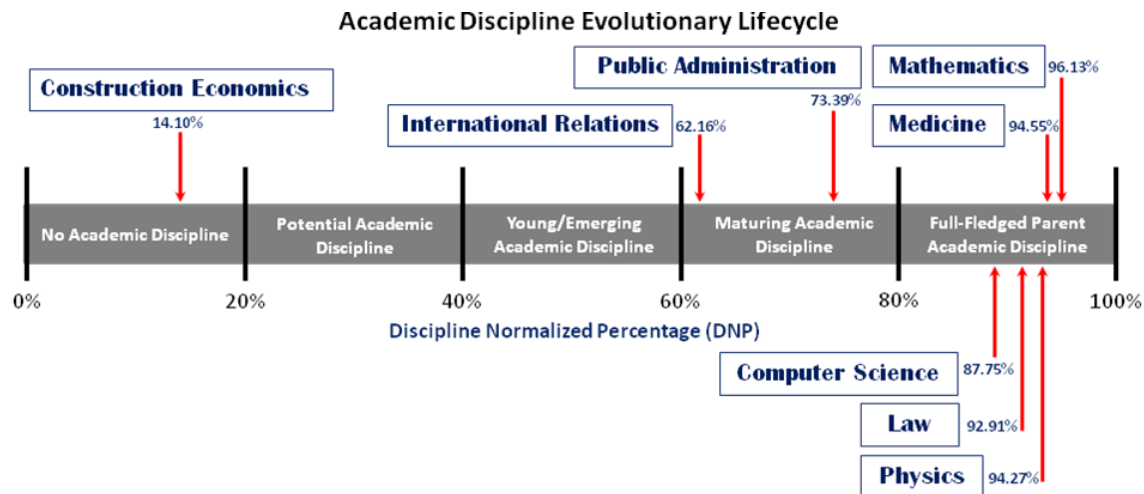 Academic Discipline Evolutionary Lifecycle
Construction Economics
14.10%
Public Administration
73.39%
Mathematics
96.13%
International Relations
62.16%
Medicine
94.55%
No Academic Discipline
Potential Academic
Discipline
Young/Emerging
Academic Discipline
Maturing Academic
Discipline
Full-Fledged Parent
Academic Discipline
0%
20%
40%
60%
80%
100%
Discipline Normalized Percentage (DNP)
Computer Science
87.75%
Law
92.91%
Physics
94.27%